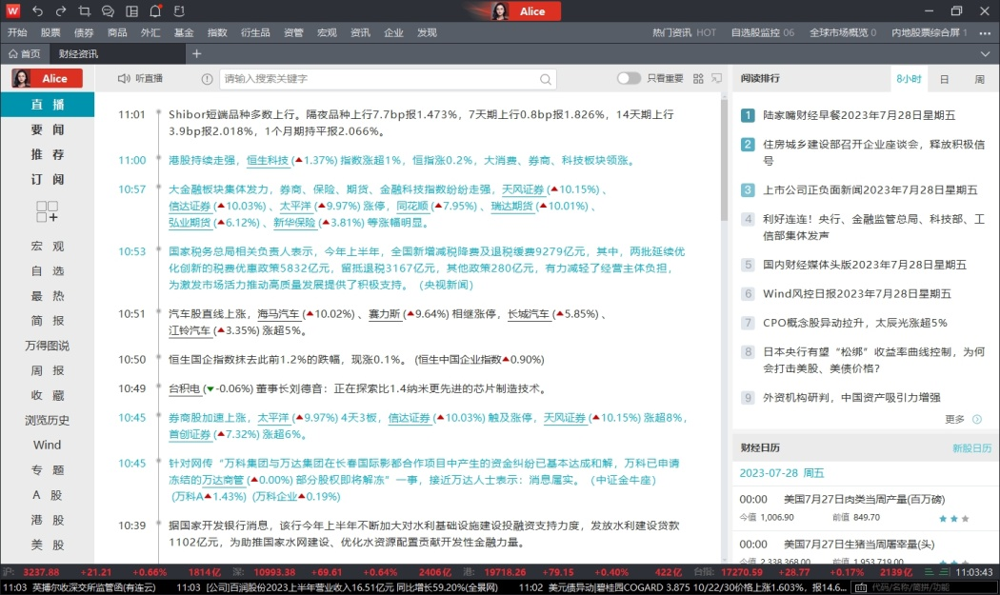 W Alice
开始 股票 债券 商品 外汇 基金 指数 衍生品 资管 宏观 资讯 企业 发现 热门资讯 HOT 自选股监控 06 全球市场概览 0 内地股票综合屏 1
首页 财经资讯
Alice 听直播 请输入搜索关键字 只看重要
直播
要闻
推荐
订阅
宏观
自选
最热
简报
万得图说
周报
收藏
浏览历史
Wind
专题
A股
港股
美股
11:01 Shibor短端品种多数上行。隔夜品种上行7.7bp报1.473%，7天期上行0.8bp报1.826%，14天期上行
3.9bp报2.018%，1个月期持平报2.066%。
11:00 港股持续走强，恒生科技(▲1.37%) 指数涨超1%，恒指涨0.2%，大消费、券商、科技板块领涨。
10:57 大金融板块集体发力，券商、保险、期货、金融科技指数纷纷走强，天风证券(▲10.15%) 、
信达证券(▲10.03%) 、太平洋(▲9.97%) 涨停，同花顺(▲7.95%) 、瑞达期货(▲10.01%) 、
弘业期货(▲6.12%) 、新华保险(▲3.81%) 等涨幅明显。
10:53 国家税务总局相关负责人表示，今年上半年，全国新增减税降费及退税缓费9279亿元，其中，两批延续优
化创新的税费优惠政策5832亿元，留抵退税3167亿元，其他政策280亿元，有力减轻了经营主体负担，
为激发市场活力推动高质量发展提供了积极支持。（央视新闻）
10:51 汽车股直线上涨，海马汽车(▲10.02%) 、赛力斯(▲9.64%) 相继涨停，长城汽车(▲5.85%) 、
江铃汽车(▲3.35%) 涨超5%。
10:50 恒生国企指数抹去此前1.2%的跌幅，现涨0.1%。 (恒生中国企业指数▲0.90%)
10:49 台积电(▼-0.06%) 董事长刘德音：正在探索比1.4纳米更先进的芯片制造技术。
10:45 券商股加速上涨，太平洋(▲9.97%) 4天3板，信达证券(▲10.03%) 触及涨停，天风证券(▲10.15%) 涨超8%，
首创证券(▲7.32%) 涨超6%。
10:45 针对网传“万科集团与万达集团在长春国际影都合作项目中产生的资金纠纷已基本达成和解，万科已申请
冻结的万达商管(▲0.00%) 部分股权即将解冻”一事，接近万达人士表示：消息属实。（中证金牛座）
(万科A▲1.43%) (万科企业▲0.19%)
10:39 据国家开发银行消息，该行今年上半年不断加大对水利基础设施建设投融资支持力度，发放水利建设贷款
1102亿元，为助推国家水网建设、优化水资源配置贡献开发性金融力量。
阅读排行 8小时 日 周
1 陆家嘴财经早餐2023年7月28日星期五
2 住房城乡建设部召开企业座谈会，释放积极信
号
3 上市公司正负面新闻2023年7月28日星期五
4 利好连连！央行、金融监管总局、科技部、工
信部集体发声
5 国内财经媒体头版2023年7月28日星期五
6 Wind风控日报2023年7月28日星期五
7 CPO概念股异动拉升，太辰光涨超5%
8 日本央行有望“松绑”收益率曲线控制，为何
会打击美股、美债价格？
9 外资机构研判，中国资产吸引力增强
更多
财经日历 新股日历
2023-07-28 周五
00:00 美国7月27日肉类当周产量(百万磅)
今值 1,006.90 前值 849.70
00:00 美国7月27日生猪当周屠宰量(头)
今值 2,338,368.00 前值 1,953,719.00
沪: 3237.88 +21.21 +0.66% 1814亿 深: 10993.38 +69.61 +0.64% 2406亿 港: 19718.26 +79.15 +0.40% 422亿 台指: 17270.59 +28.77 +0.17% 2139亿 11:03:43
11:03 英搏尔收深交所监管函(有连云) 11:03 [公司]百润股份2023上半年营业收入16.51亿元 同比增长59.20%(全景网) 11:02 美元债异动|碧桂园COGARD 3.875 10/22/30价格上涨1.603%，报14.6... 代码/名称/简拼/功能